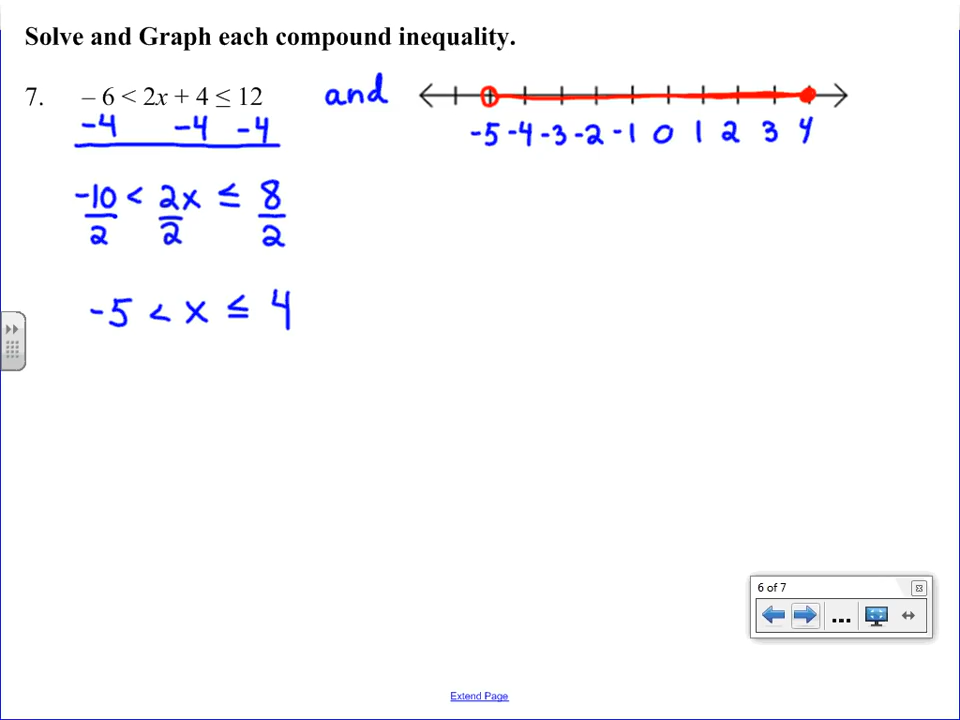 Solve and Graph each compound inequality.
7. – 6 < 2x + 4 ≤ 12 and
-4 -4 -4
-5 -4 -3 -2 -1 0 1 2 3 4
-10 < 2x ≤ 8
2 2 2
-5 < x ≤ 4
6 of 7
...
Extend Page